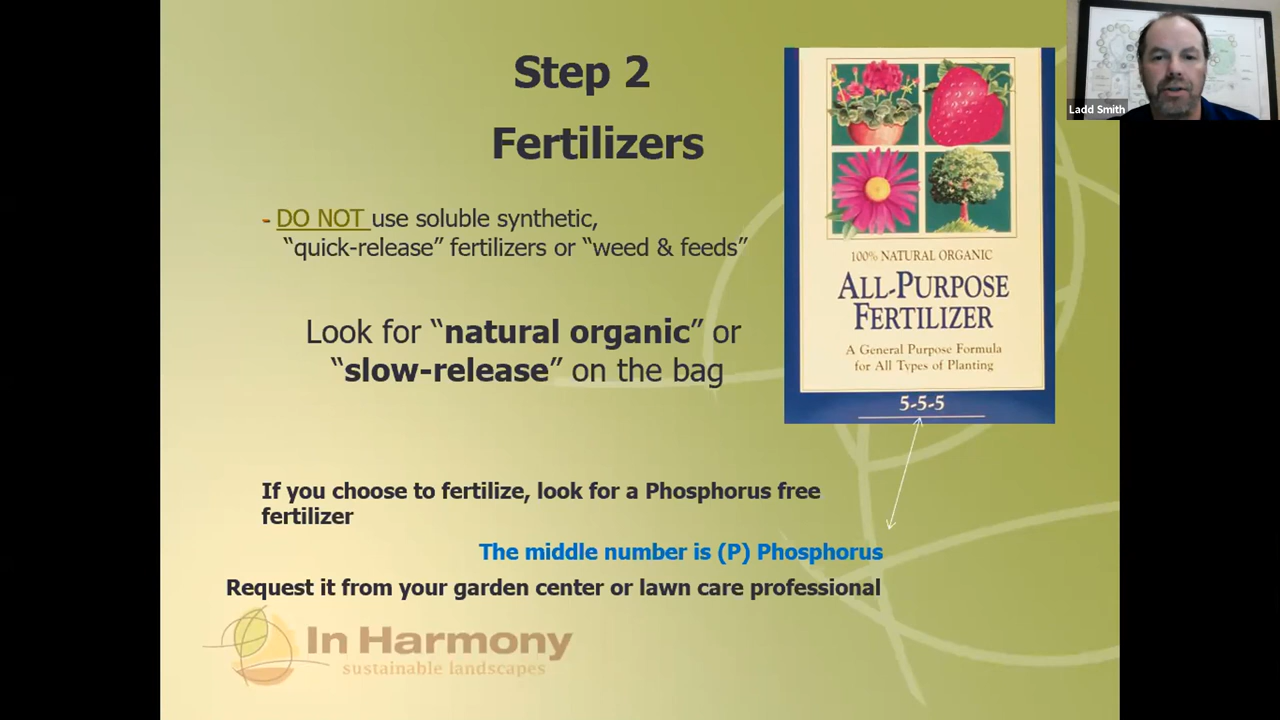 Step 2
Fertilizers
- DO NOT use soluble synthetic,
“quick-release” fertilizers or “weed & feeds”
Look for “natural organic” or
“slow-release” on the bag
100% NATURAL ORGANIC
ALL-PURPOSE
FERTILIZER
A General Purpose Formula
for All Types of Planting
5-5-5
If you choose to fertilize, look for a Phosphorus free
fertilizer
The middle number is (P) Phosphorus
Request it from your garden center or lawn care professional
In Harmony
sustainable landscapes
Ladd Smith